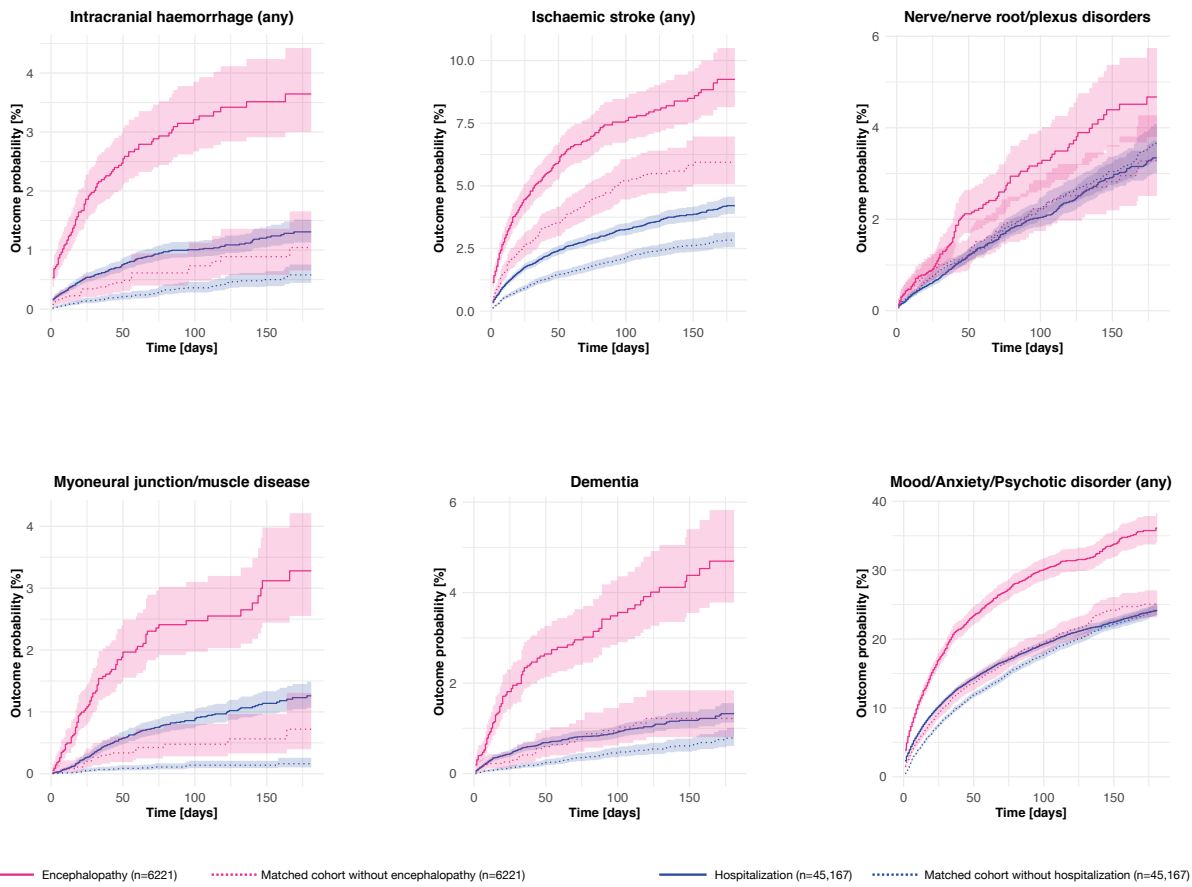 Intracranial haemorrhage (any)
Outcome probability [%]
4
3
2
1
0
0 50 100 150
Time [days]
Ischaemic stroke (any)
Outcome probability [%]
10.0
7.5
5.0
2.5
0.0
0 50 100 150
Time [days]
Nerve/nerve root/plexus disorders
Outcome probability [%]
6
4
2
0
0 50 100 150
Time [days]
Myoneural junction/muscle disease
Outcome probability [%]
4
3
2
1
0
0 50 100 150
Time [days]
Dementia
Outcome probability [%]
6
4
2
0
0 50 100 150
Time [days]
Mood/Anxiety/Psychotic disorder (any)
Outcome probability [%]
40
30
20
10
0
0 50 100 150
Time [days]
Encephalopathy (n=6221) Matched cohort without encephalopathy (n=6221) Hospitalization (n=45,167) Matched cohort without hospitalization (n=45,167)